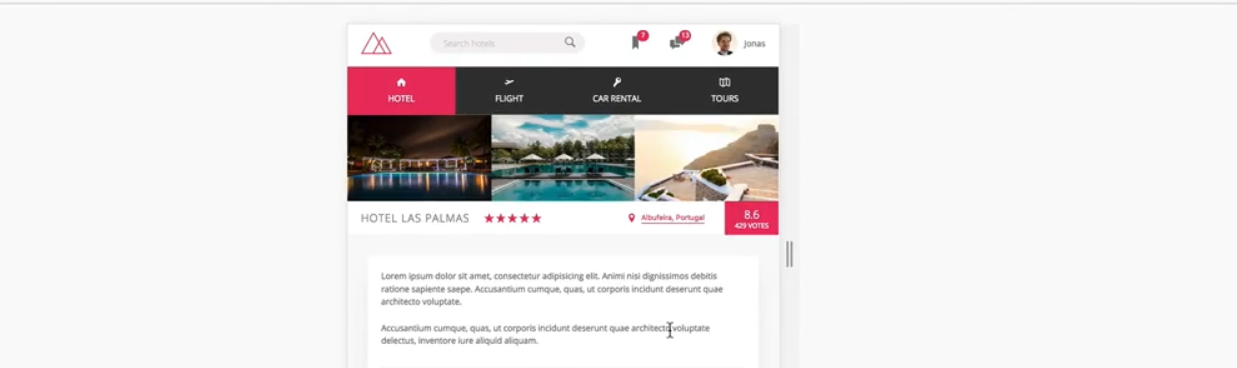 Search hotels
7
13
Jonas
HOTEL
FLIGHT
CAR RENTAL
TOURS
HOTEL LAS PALMAS
Albufeira, Portugal
8.6
429 VOTES
Lorem ipsum dolor sit amet, consectetur adipisicing elit. Animi nisi dignissimos debitis
ratione sapiente saepe. Accusantium cumque, quas, ut corporis incidunt deserunt quae
architecto voluptate.
Accusantium cumque, quas, ut corporis incidunt deserunt quae architecto voluptate
delectus, inventore iure aliquid aliquam.